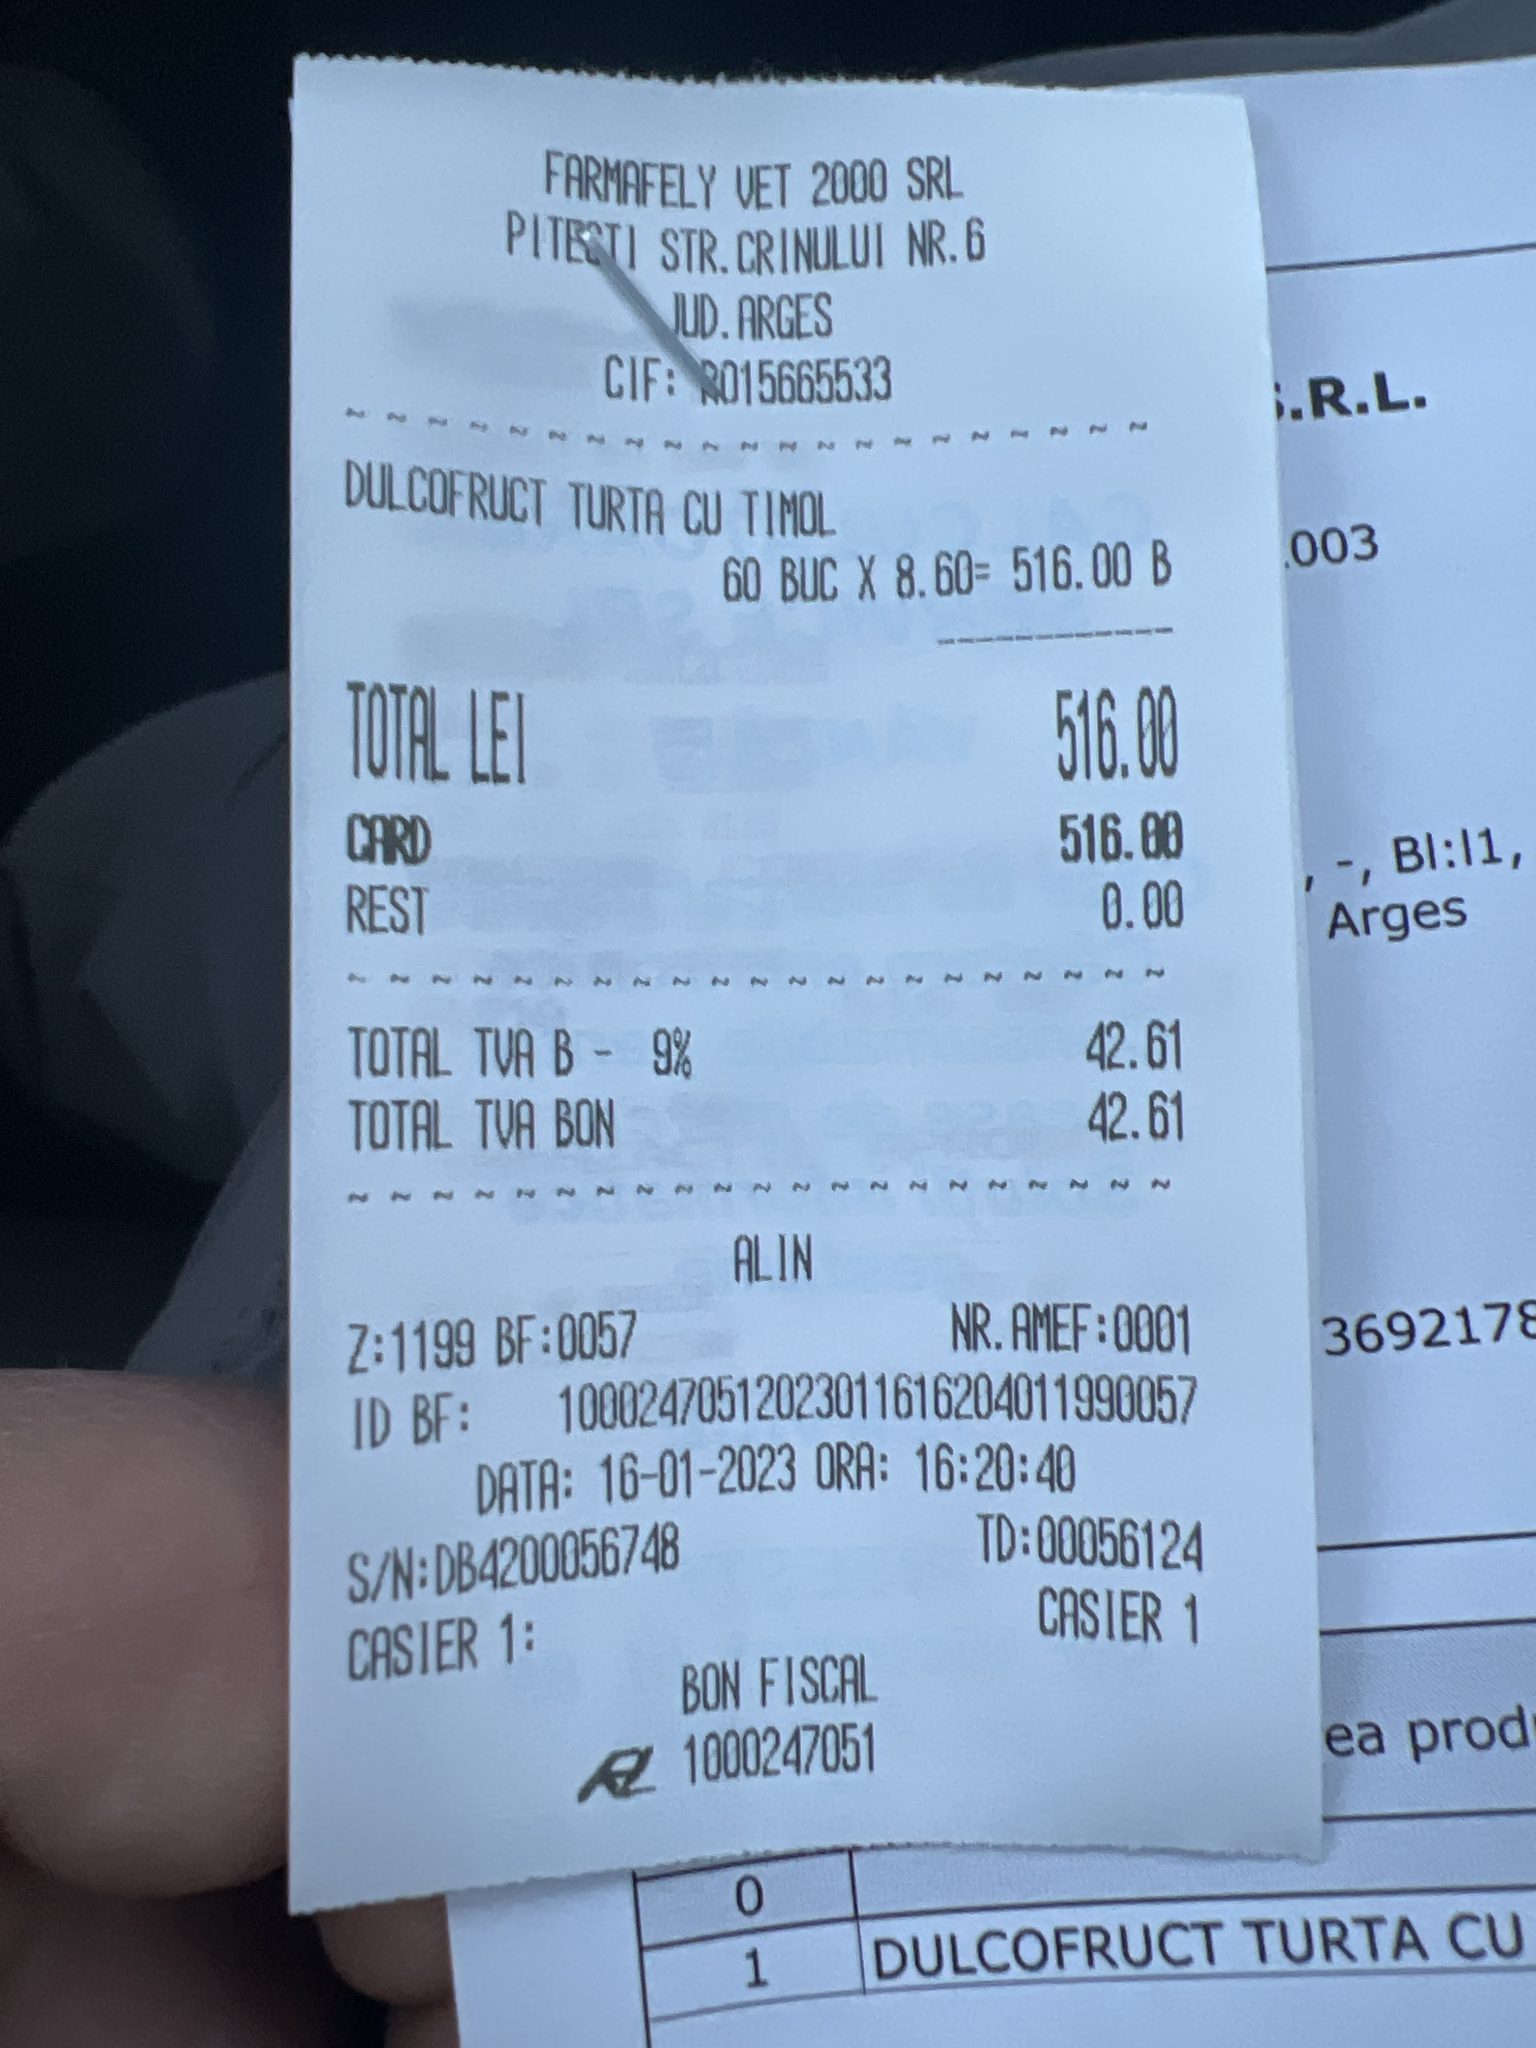 FARMAFELY VET 2000 SRL
PITESTI STR.CRINULUI NR.6
JUD.ARGES
CIF: RO15665533
~ ~ ~ ~ ~ ~ ~ ~ ~ ~ ~ ~ ~ ~ ~ ~ ~ ~ ~ ~
DULCOFRUCT TURTA CU TIMOL
60 BUC X 8.60= 516.00 B
------------
TOTAL LEI 516.00
CARD 516.00
REST 0.00
~ ~ ~ ~ ~ ~ ~ ~ ~ ~ ~ ~ ~ ~ ~ ~ ~ ~ ~ ~
TOTAL TVA B - 9% 42.61
TOTAL TVA BON 42.61
~ ~ ~ ~ ~ ~ ~ ~ ~ ~ ~ ~ ~ ~ ~ ~ ~ ~ ~ ~
ALIN
Z:1199 BF:0057 NR.AMEF:0001
ID BF: 10002470512023011616204011990057
DATA: 16-01-2023 ORA: 16:20:40
S/N:DB4200056748 TD:00056124
CASIER 1: CASIER 1
BON FISCAL
1000247051
S.R.L.
.003
, -, Bl:l1,
Arges
3692178
ea prod
0
1 DULCOFRUCT TURTA CU